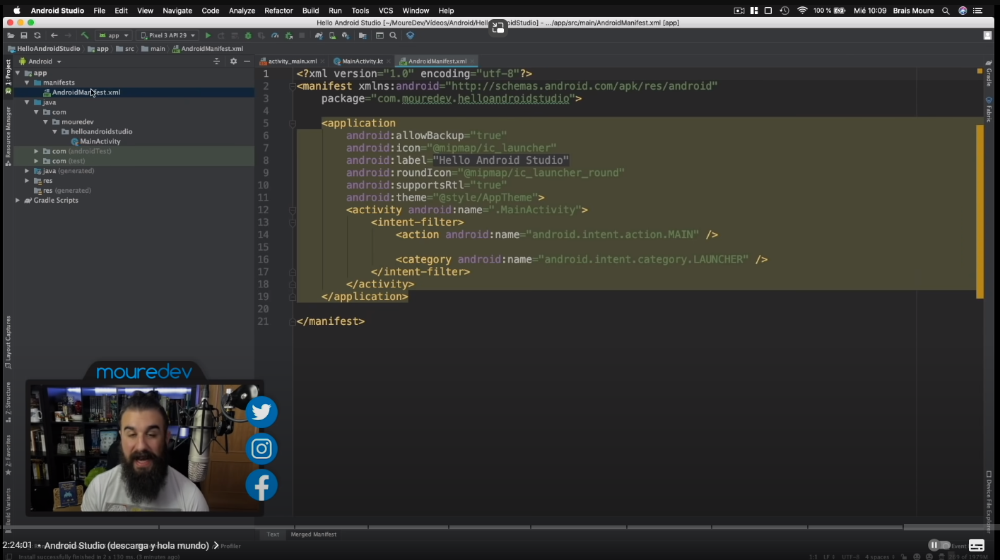 Android Studio File Edit View Navigate Code Analyze Refactor Build Run Tools VCS Window Help 100 % Mié 10:09 Brais Moure
Hello Android Studio [~/MoureDev/Vídeos/Android/Hello AndroidStudio] - .../app/src/main/AndroidManifest.xml [app]
app Pixel 3 API 29
HelloAndroidStudio app src main AndroidManifest.xml
Android
activity_main.xml MainActivity.kt AndroidManifest.xml
1: Project
Resource Manager
Layout Captures
7: Structure
2: Favorites
Build Variants
app
manifests
AndroidManifest.xml
java
com
mouredev
helloandroidstudio
MainActivity
com (androidTest)
com (test)
java (generated)
res
res (generated)
Gradle Scripts
1 <?xml version="1.0" encoding="utf-8"?>
2 <manifest xmlns:android="http://schemas.android.com/apk/res/android"
3 package="com.mouredev.helloandroidstudio">
4
5 <application
6 android:allowBackup="true"
7 android:icon="@mipmap/ic_launcher"
8 android:label="Hello Android Studio"
9 android:roundIcon="@mipmap/ic_launcher_round"
10 android:supportsRtl="true"
11 android:theme="@style/AppTheme">
12 <activity android:name=".MainActivity">
13 <intent-filter>
14 <action android:name="android.intent.action.MAIN" />
15
16 <category android:name="android.intent.category.LAUNCHER" />
17 </intent-filter>
18 </activity>
19 </application>
20
21 </manifest>
Gradle
Fabric
Device File Explorer
mouredev
Text Merged Manifest
2:24:01 • Android Studio (descarga y hola mundo) Profiler Event
Install successfully finished in 2 s 130 ms. (3 minutes ago) 1:1 LF UTF-8 4 spaces 269 of 1979M